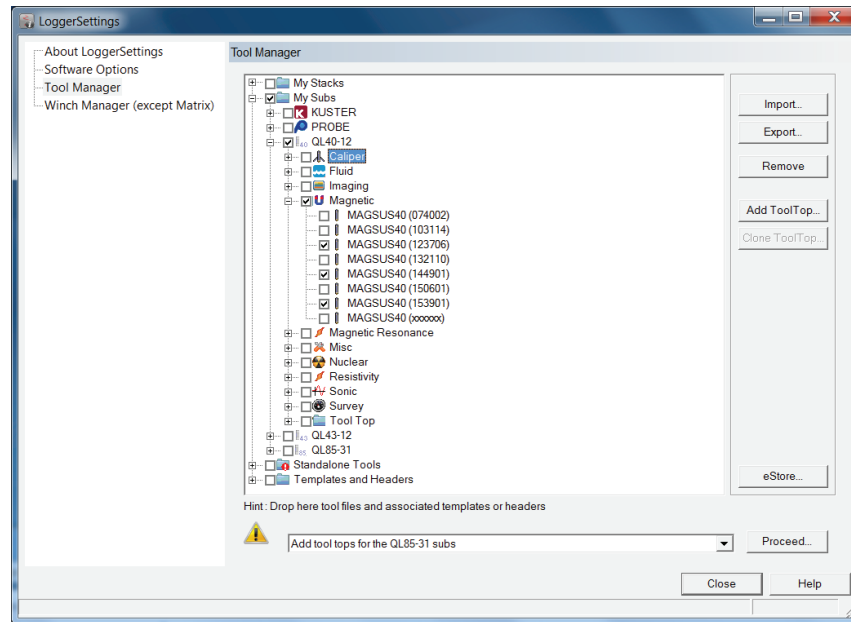 LoggerSettings
About LoggerSettings
Software Options
Tool Manager
Winch Manager (except Matrix)
Tool Manager
My Stacks
My Subs
K KUSTER
PROBE
40 QL40-12
Caliper
Fluid
Imaging
Magnetic
MAGSUS40 (074002)
MAGSUS40 (103114)
MAGSUS40 (123706)
MAGSUS40 (132110)
MAGSUS40 (144901)
MAGSUS40 (150601)
MAGSUS40 (153901)
MAGSUS40 (xxxxxx)
Magnetic Resonance
Misc
Nuclear
Resistivity
Sonic
Survey
Tool Top
43 QL43-12
85 QL85-31
Standalone Tools
Templates and Headers
Import...
Export...
Remove
Add ToolTop...
Clone ToolTop...
eStore...
Hint : Drop here tool files and associated templates or headers
Add tool tops for the QL85-31 subs
Proceed...
Close
Help